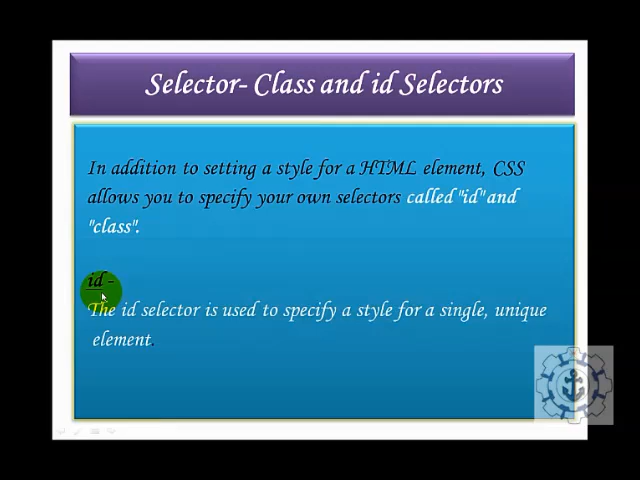 Selector- Class and id Selectors
In addition to setting a style for a HTML element, CSS
allows you to specify your own selectors called "id" and
"class".
id -
The id selector is used to specify a style for a single, unique
element.